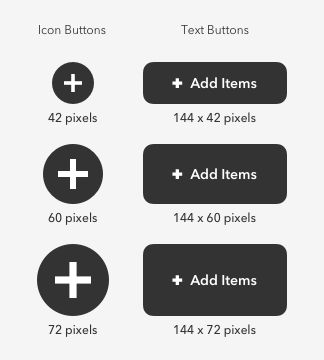 Icon Buttons
Text Buttons
Add Items
42 pixels
144 x 42 pixels
Add Items
60 pixels
144 x 60 pixels
Add Items
72 pixels
144 x 72 pixels